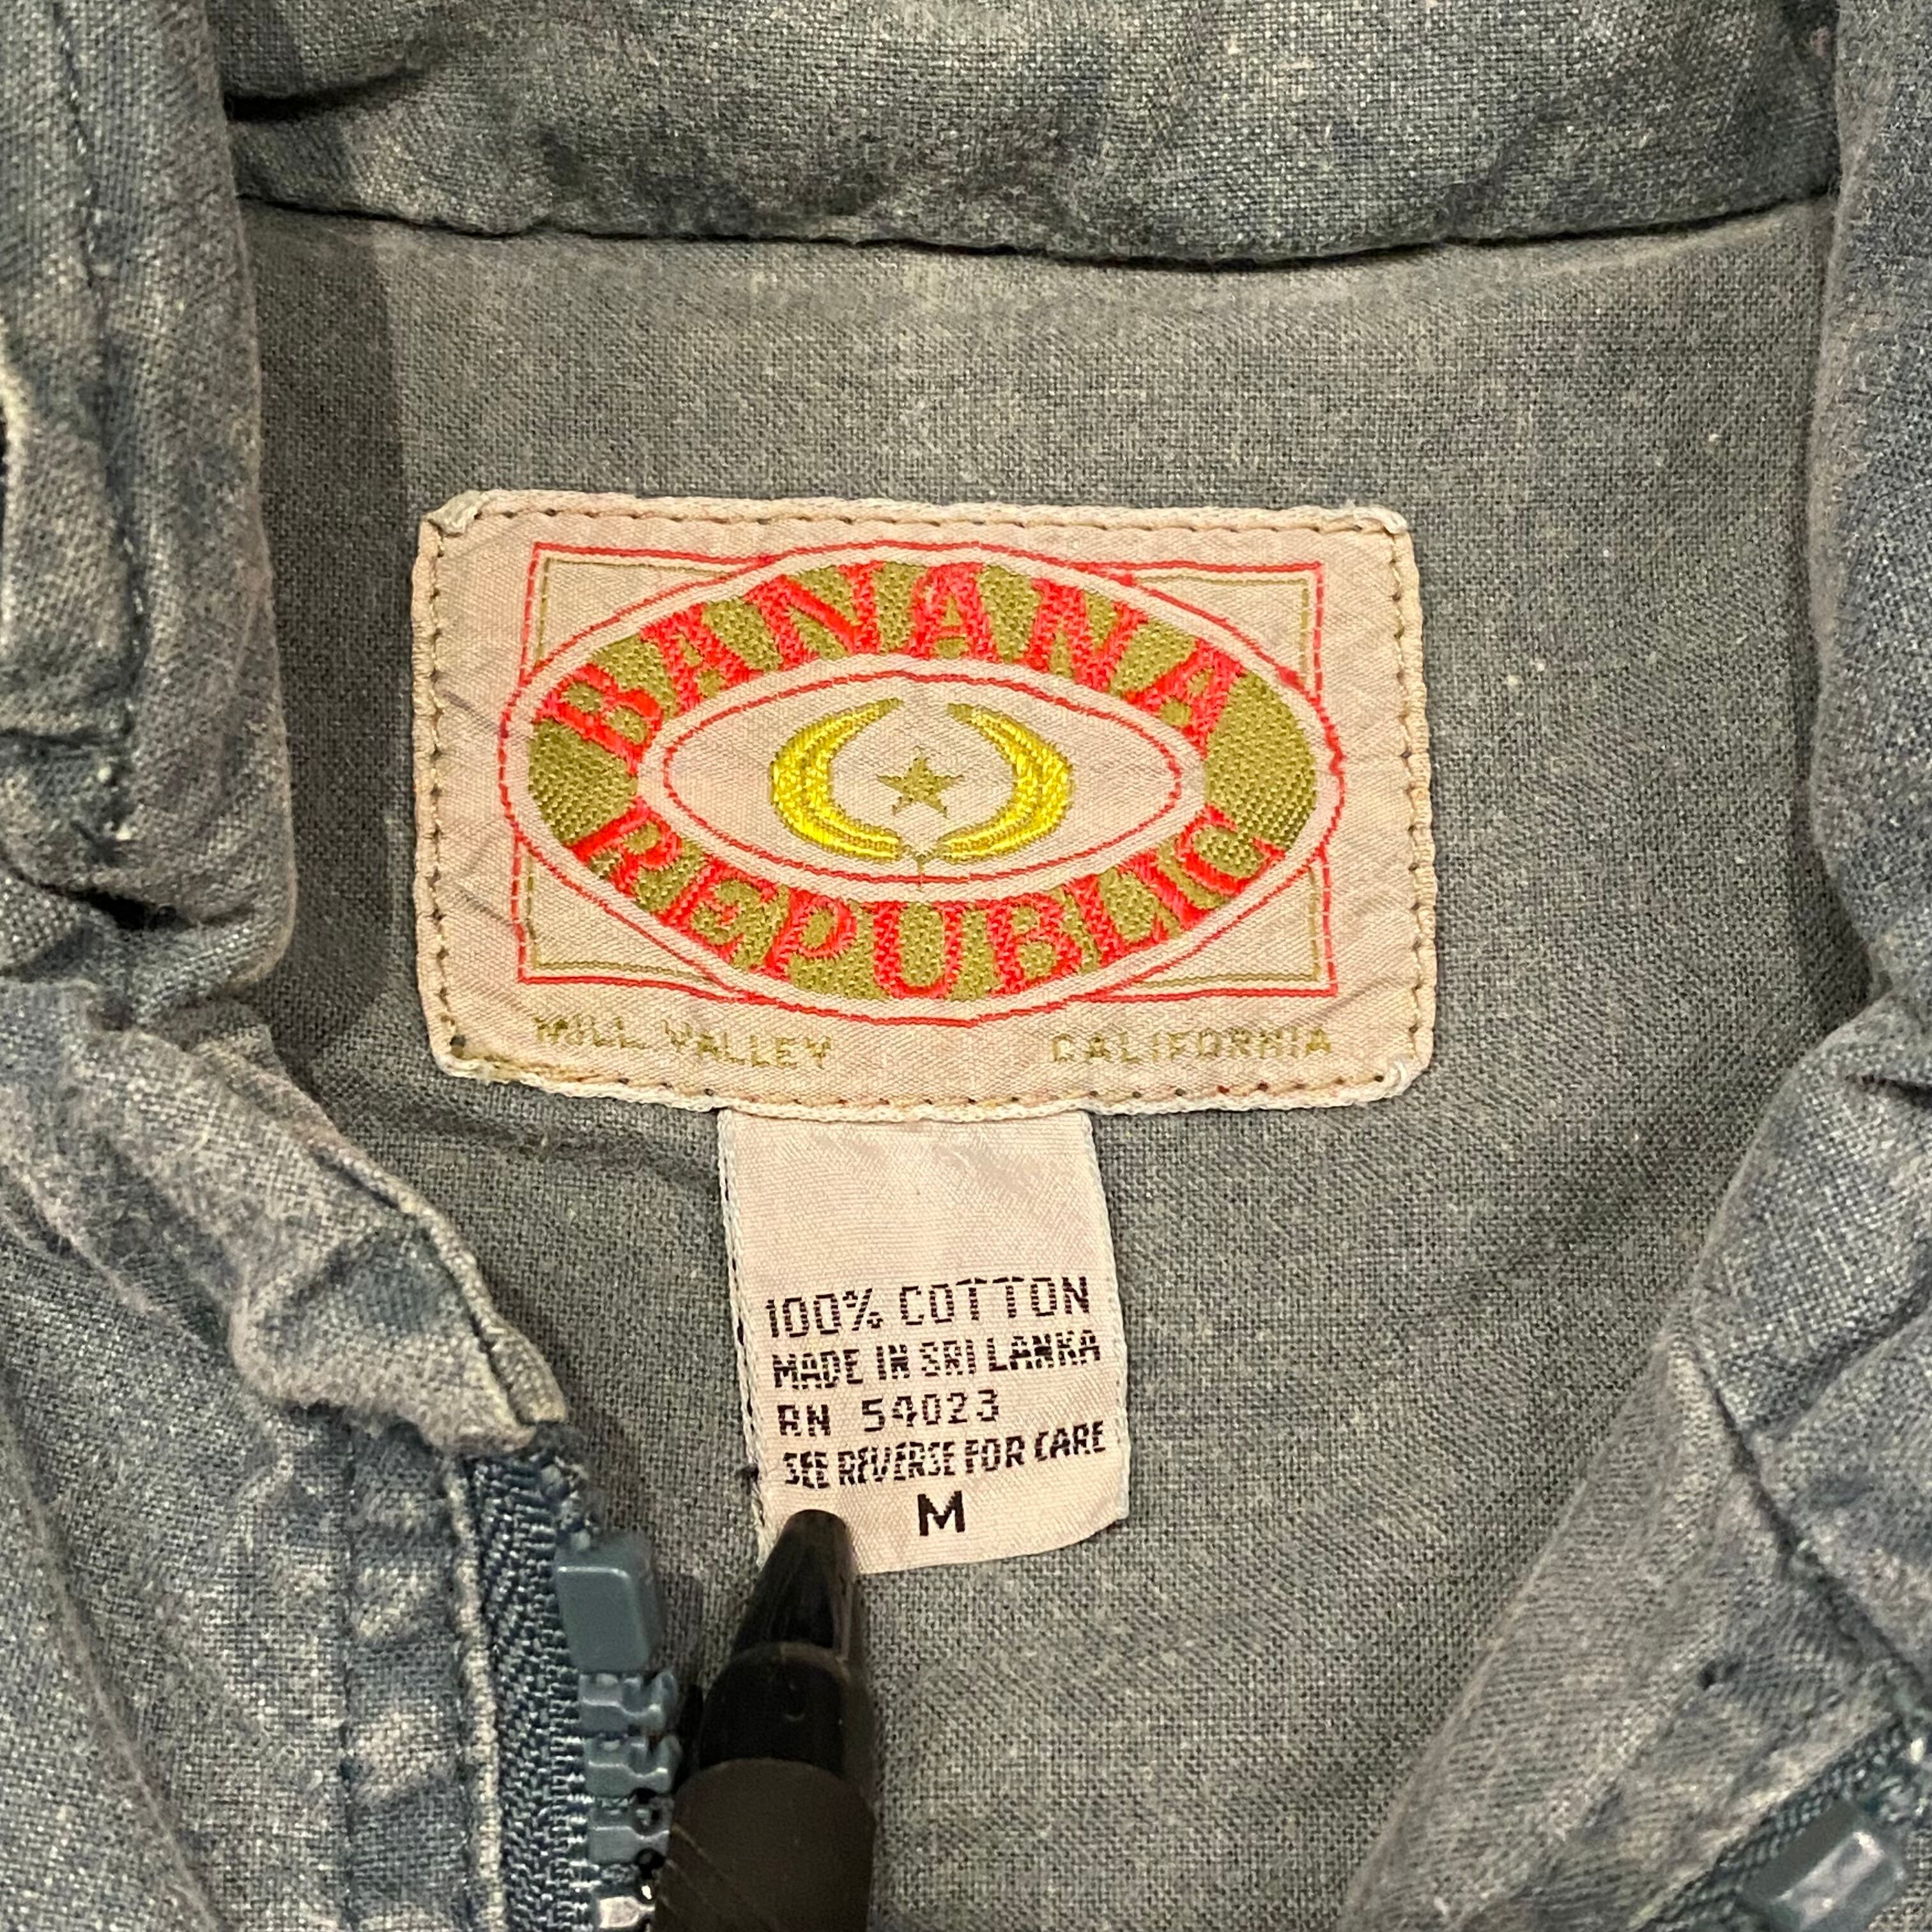 BANANA
REPUBLIC
MILL VALLEY CALIFORNIA
100% COTTON
MADE IN SRI LANKA
RN 54023
SEE REVERSE FOR CARE
M